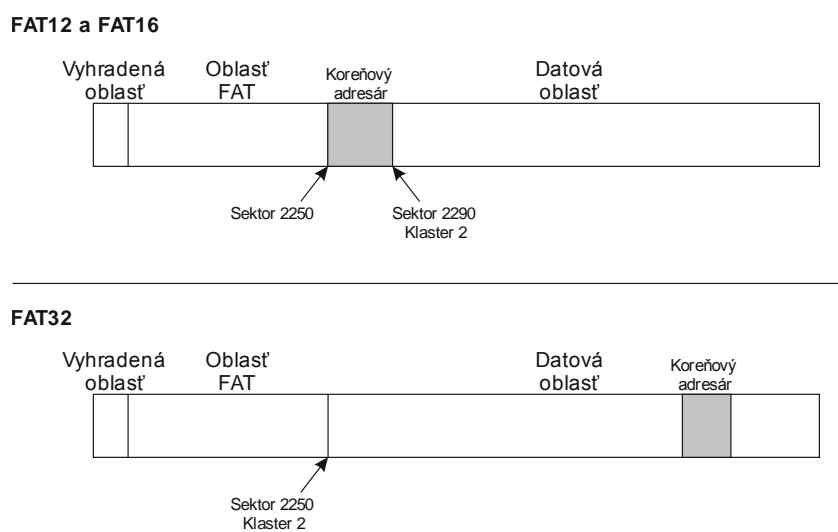 FAT12 a FAT16
Vyhradená
oblasť
Oblasť
FAT
Koreňový
adresár
Datová
oblasť
Sektor 2250
Sektor 2290
Klaster 2
FAT32
Vyhradená
oblasť
Oblasť
FAT
Datová
oblasť
Koreňový
adresár
Sektor 2250
Klaster 2